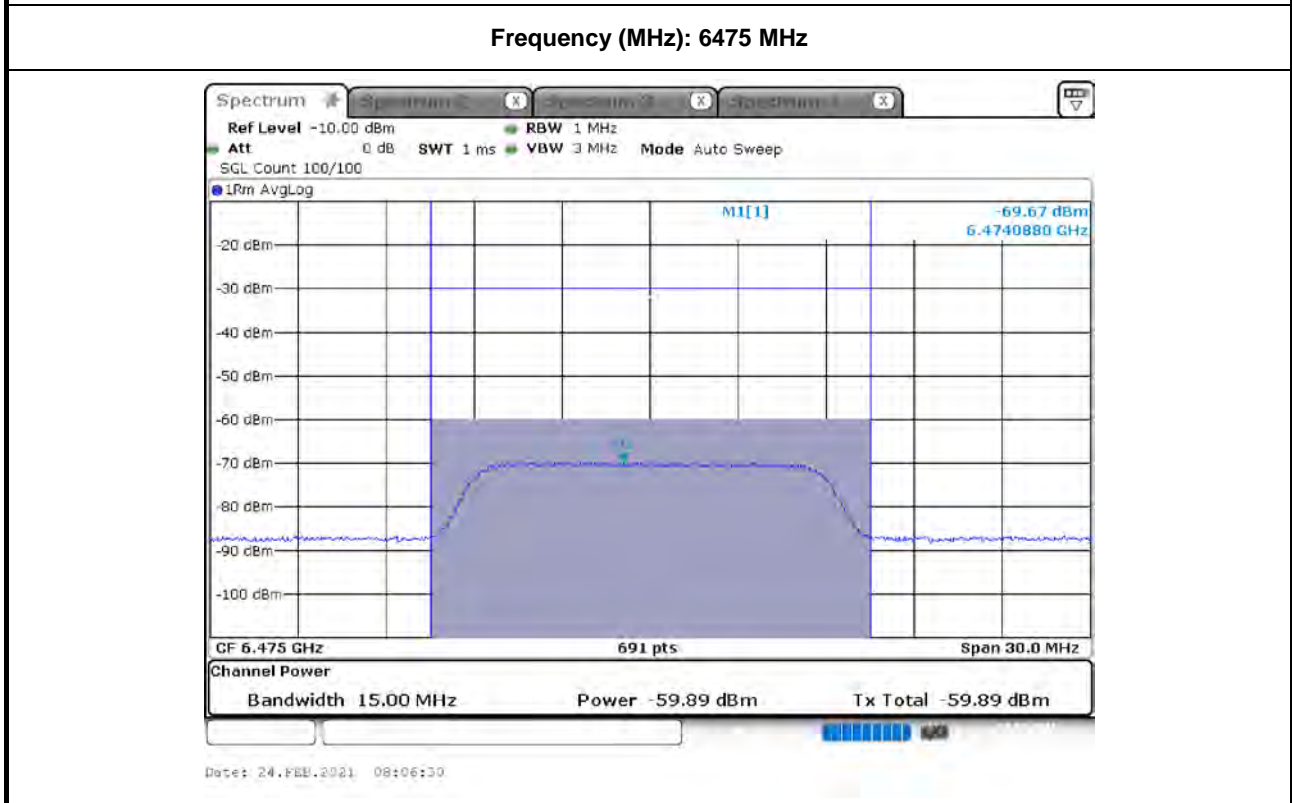 Frequency (MHz): 6475 MHz
Spectrum
Ref Level -10.00 dBm RBW 1 MHz
Att 0 dB SWT 1 ms VBW 3 MHz Mode Auto Sweep
SGL Count 100/100
1Rm AvgLog
M1[1] -69.67 dBm
6.4740880 GHz
-20 dBm
-30 dBm
-40 dBm
-50 dBm
-60 dBm
-70 dBm
-80 dBm
-90 dBm
-100 dBm
CF 6.475 GHz 691 pts Span 30.0 MHz
Channel Power
Bandwidth 15.00 MHz Power -59.89 dBm Tx Total -59.89 dBm
Date: 24.FEB.2021 08:06:30